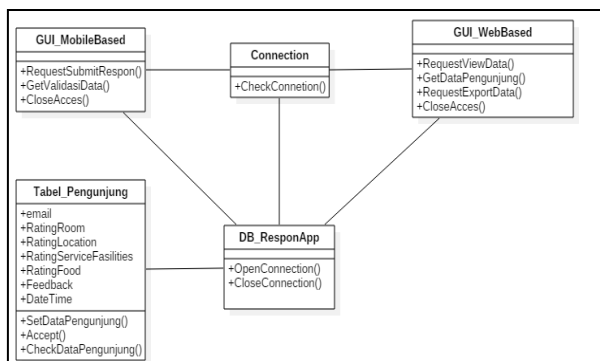 GUI_MobileBased
+RequestSubmitRespon()
+GetValidasiData()
+CloseAcces()
Connection
+CheckConnetion()
GUI_WebBased
+RequestViewData()
+GetDataPengunjung()
+RequestExportData()
+CloseAcces()
Tabel_Pengunjung
+email
+RatingRoom
+RatingLocation
+RatingServiceFasilities
+RatingFood
+Feedback
+DateTime
+SetDataPengunjung()
+Accept()
+CheckDataPengunjung()
DB_ResponApp
+OpenConnection()
+CloseConnection()